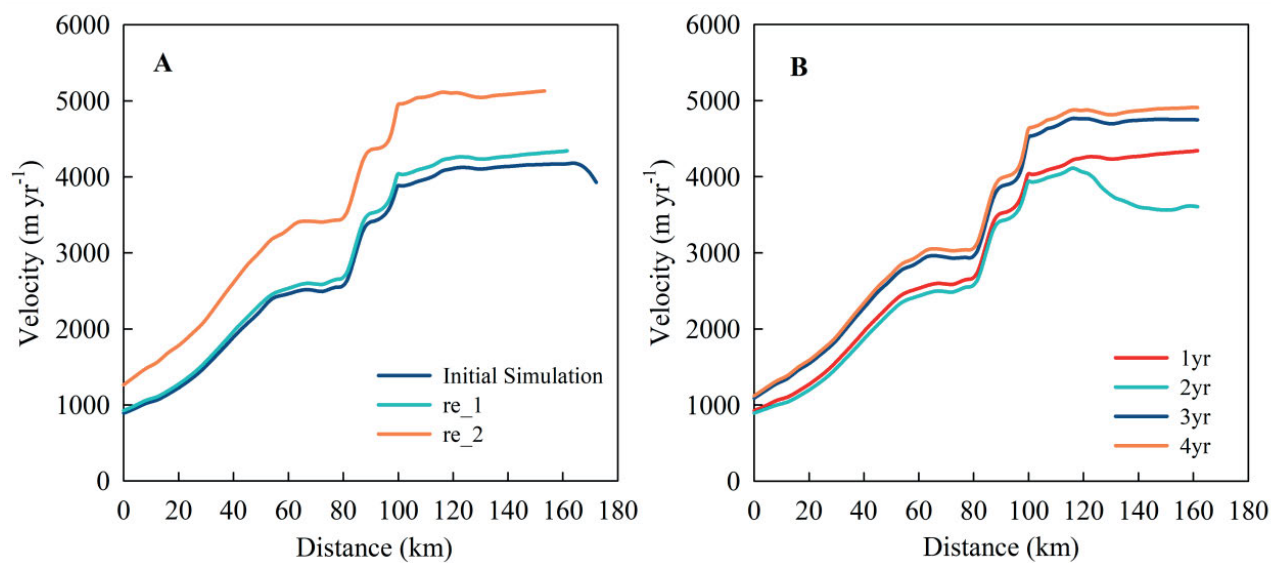 A
Velocity (m yr-1)
6000
5000
4000
3000
2000
1000
0
Initial Simulation
re_1
re_2
0 20 40 60 80 100 120 140 160 180
Distance (km)
B
Velocity (m yr-1)
6000
5000
4000
3000
2000
1000
0
1yr
2yr
3yr
4yr
0 20 40 60 80 100 120 140 160 180
Distance (km)